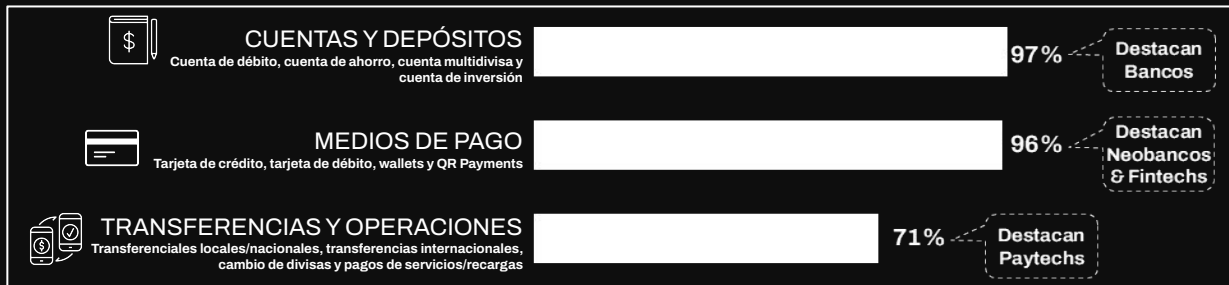 $
CUENTAS Y DEPÓSITOS
Cuenta de débito, cuenta de ahorro, cuenta multidivisa y
cuenta de inversión
97%
Destacan
Bancos
MEDIOS DE PAGO
Tarjeta de crédito, tarjeta de débito, wallets y QR Payments
96%
Destacan
Neobancos
& Fintechs
$
TRANSFERENCIAS Y OPERACIONES
Transferenciales locales/nacionales, transferencias internacionales,
cambio de divisas y pagos de servicios/recargas
71%
Destacan
Paytechs